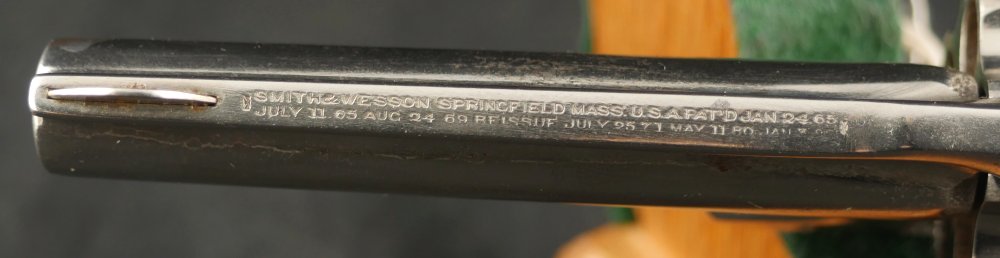 SMITH & WESSON SPRINGFIELD MASS. U.S.A. PAT'D JAN 24 65
JULY 11 65 AUG 24 69 REISSUE JULY 25 71 MAY 11 80 JAN